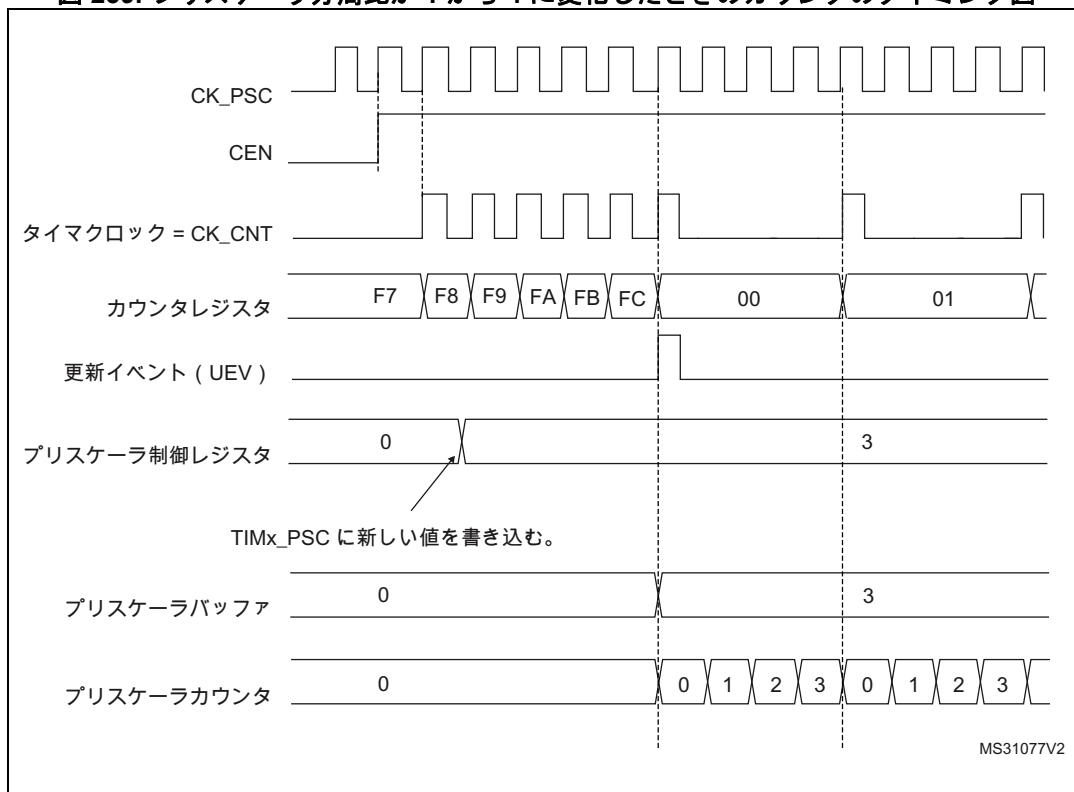 CK_PSC
CEN
タイマクロック = CK_CNT
カウンタレジスタ F7 F8 F9 FA FB FC 00 01
更新イベント ( UEV )
プリスケーラ制御レジスタ 0 3
TIMx_PSC に新しい値を書き込む。
プリスケーラバッファ 0 3
プリスケーラカウンタ 0 0 1 2 3 0 1 2 3
MS31077V2